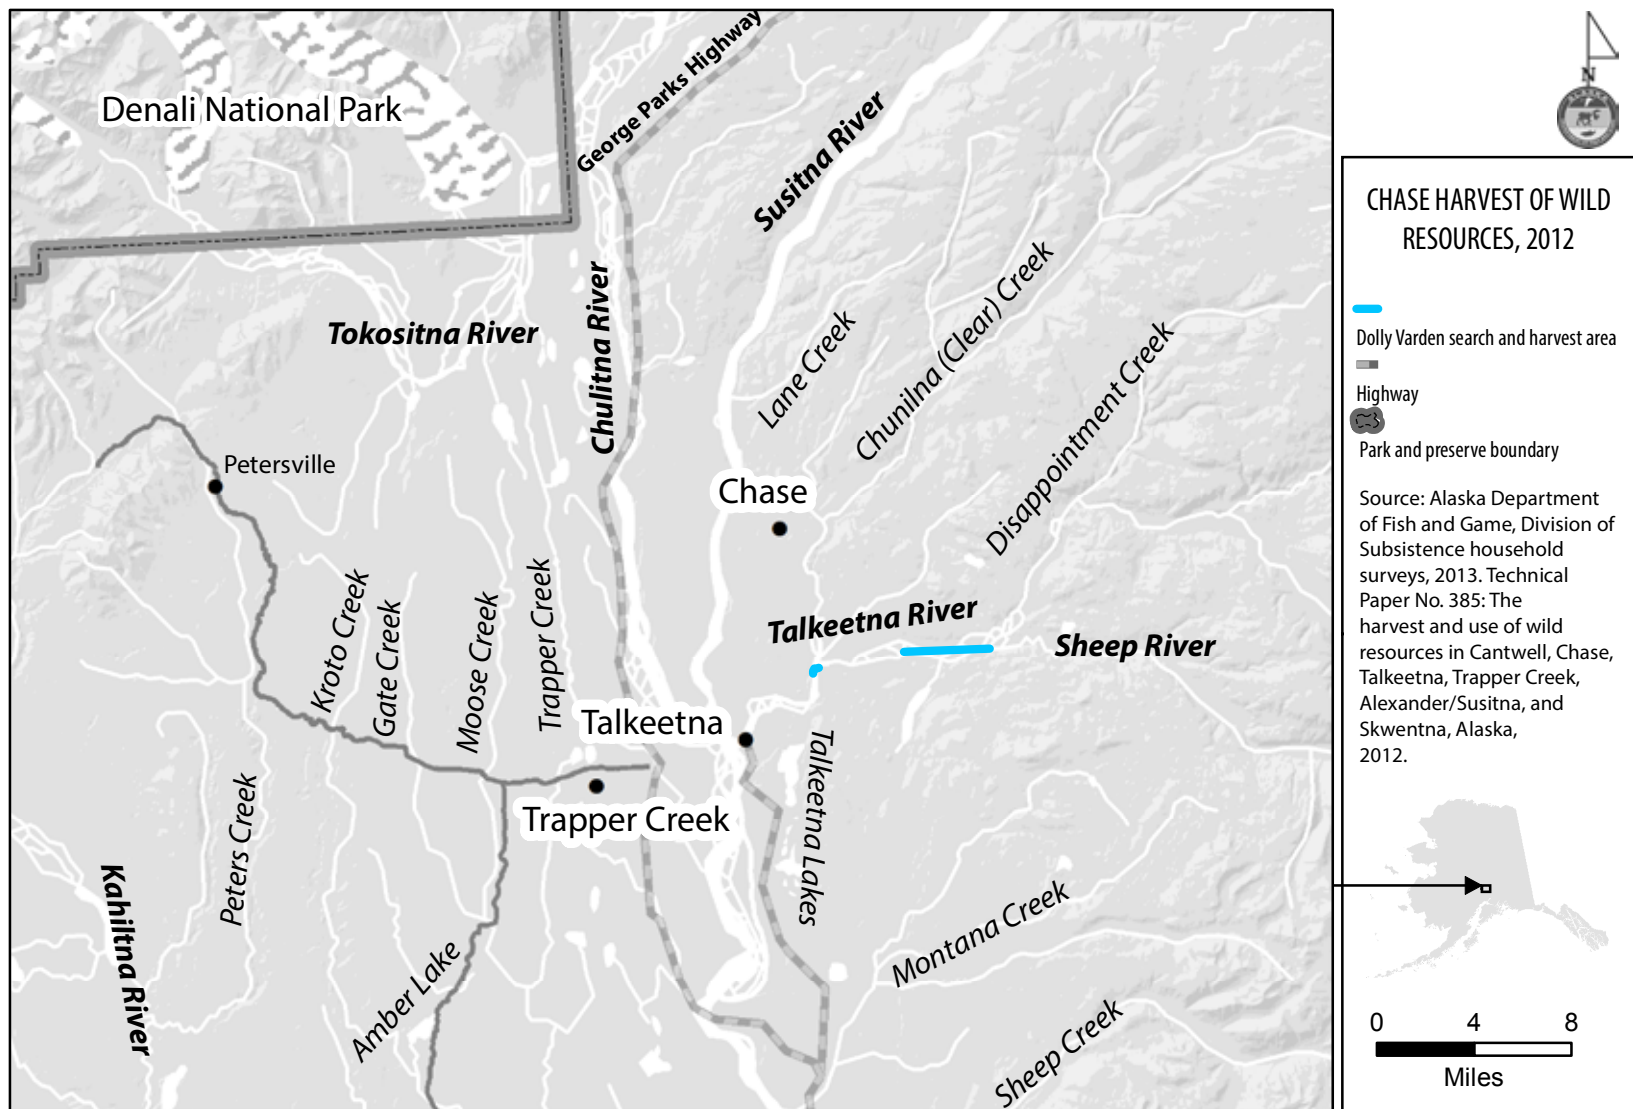 Denali National Park
George Parks Highway
Susitna River
Chulitna River
Tokositna River
Lane Creek
Chunilna (Clear) Creek
Disappointment Creek
Petersville
Chase
Kroto Creek
Gate Creek
Moose Creek
Trapper Creek
Talkeetna River
Sheep River
Talkeetna
Trapper Creek
Talkeetna Lakes
Peters Creek
Kahiltna River
Amber Lake
Montana Creek
Sheep Creek
N
CHASE HARVEST OF WILD
RESOURCES, 2012
Dolly Varden search and harvest area
Highway
Park and preserve boundary
Source: Alaska Department
of Fish and Game, Division of
Subsistence household
surveys, 2013. Technical
Paper No. 385: The
harvest and use of wild
resources in Cantwell, Chase,
Talkeetna, Trapper Creek,
Alexander/Susitna, and
Skwentna, Alaska,
2012.
0 4 8
Miles